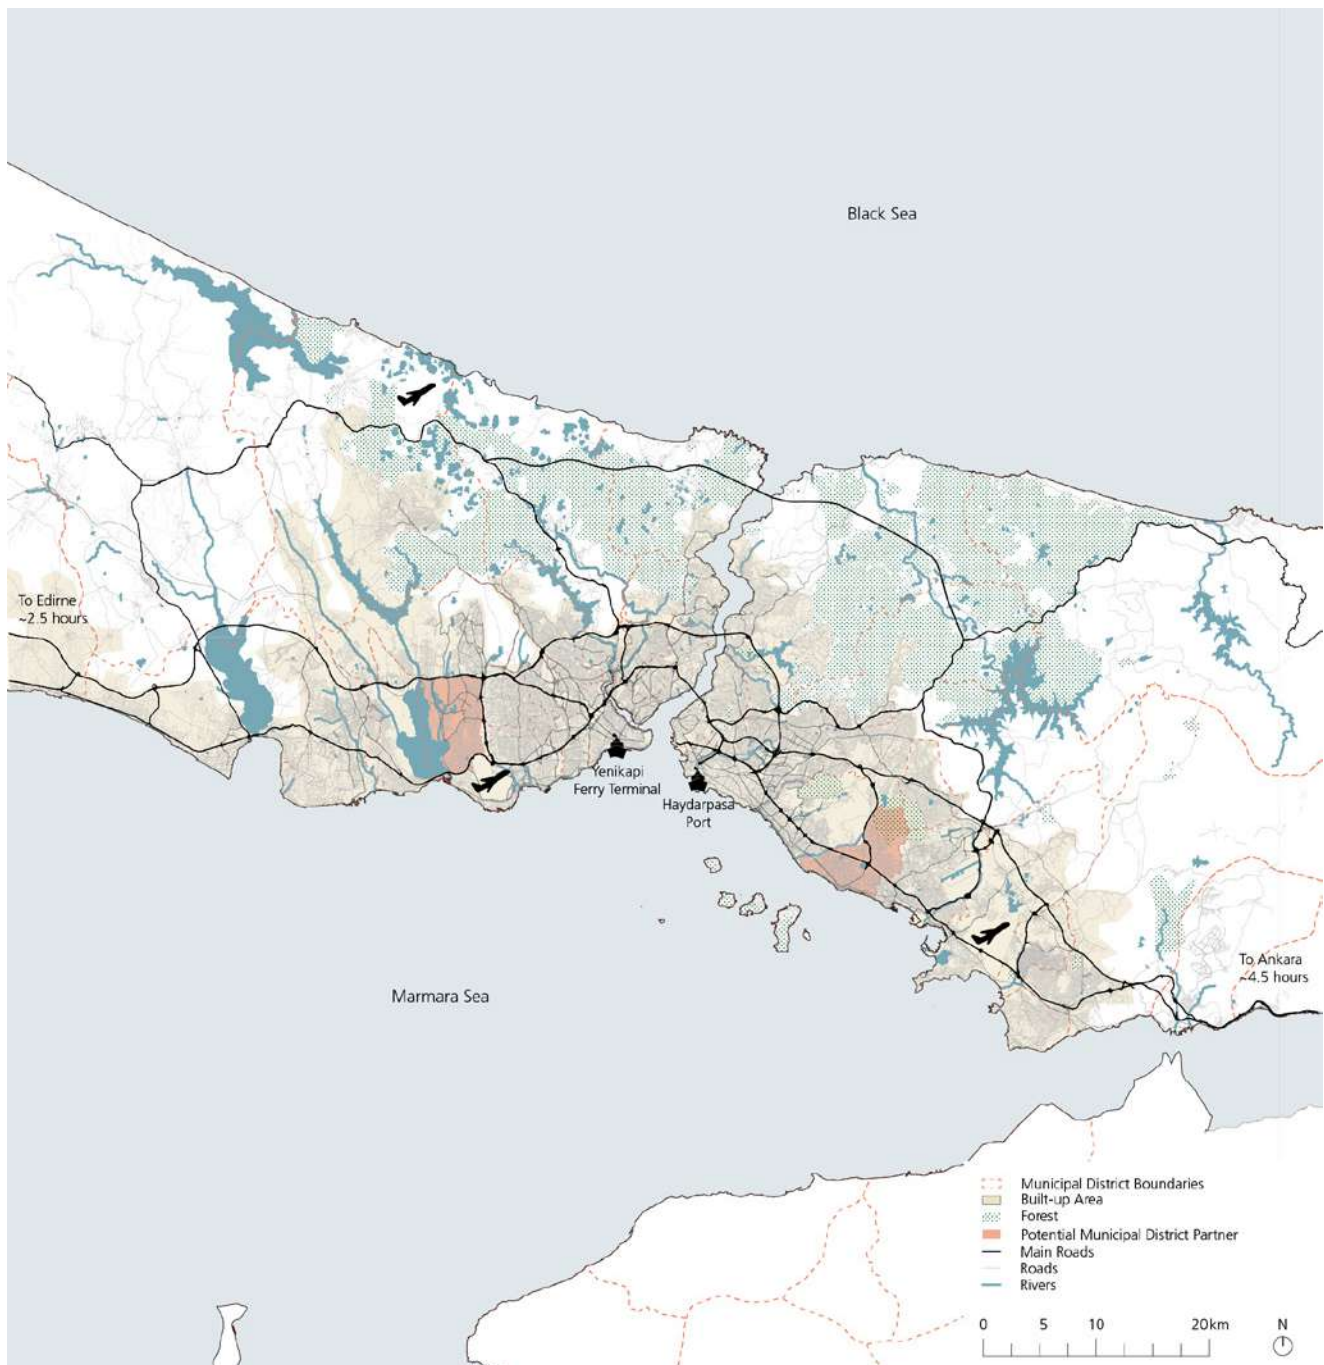 Black Sea
To Edirne
~2.5 hours
Yenikapi
Ferry Terminal
Haydarpasa
Port
To Ankara
~4.5 hours
Marmara Sea
Municipal District Boundaries
Built-up Area
Forest
Potential Municipal District Partner
Main Roads
Roads
Rivers
0 5 10 20km N